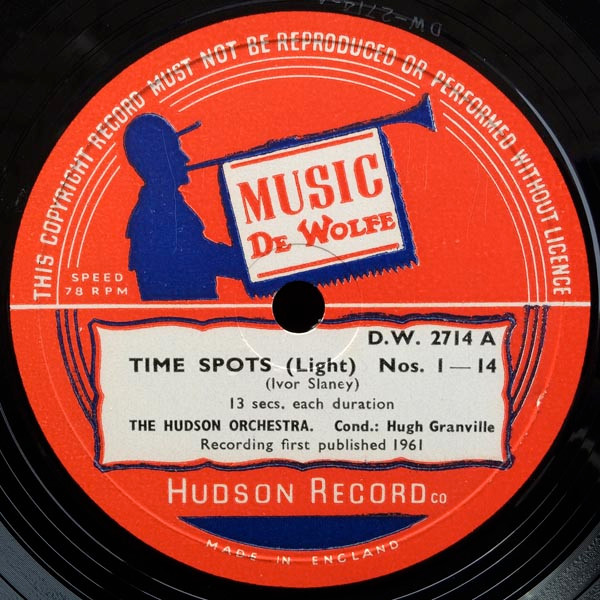 DW-2714-A
THIS COPYRIGHT RECORD MUST NOT BE REPRODUCED OR PERFORMED WITHOUT LICENCE
MUSIC
DE WOLFE
SPEED
78 RPM
D.W. 2714 A
TIME SPOTS (Light) Nos. 1—14
(Ivor Slaney)
13 secs. each duration
THE HUDSON ORCHESTRA. Cond.: Hugh Granville
Recording first published 1961
HUDSON RECORD CO
MADE IN ENGLAND